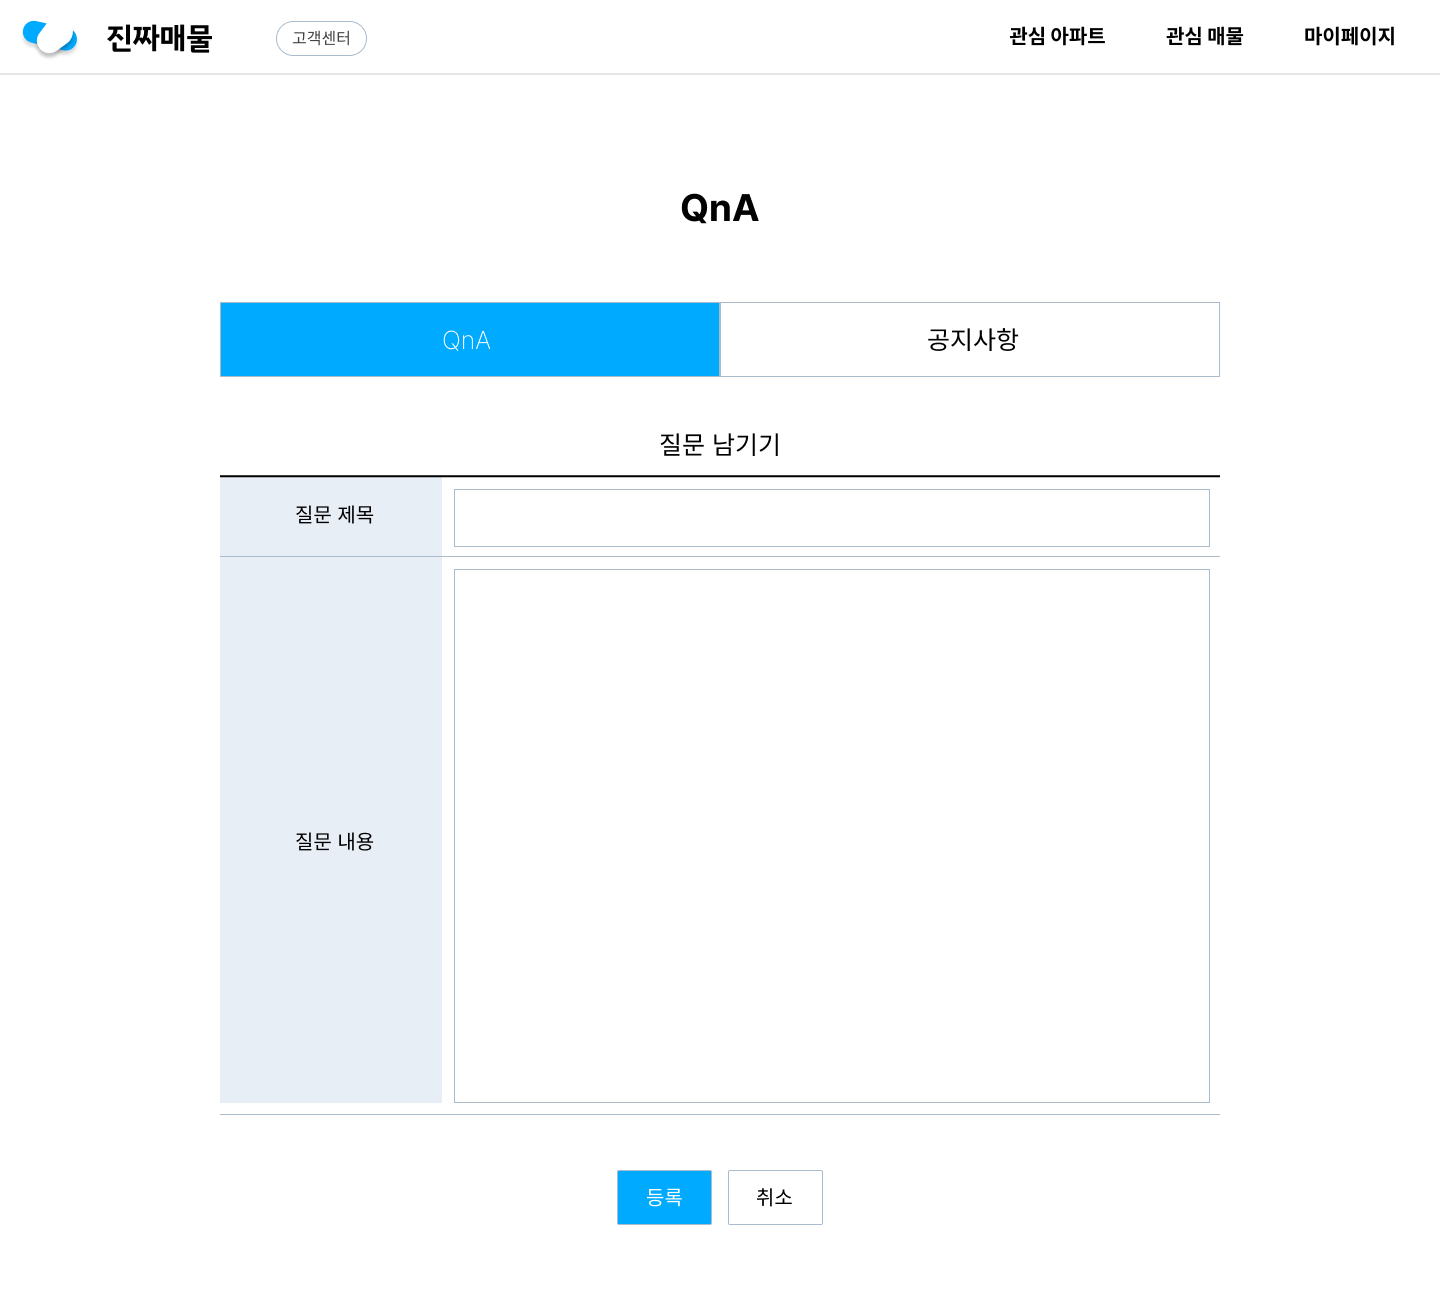 진짜매물
고객센터
관심 아파트
관심 매물
마이페이지
QnA
QnA
공지사항
질문 남기기
질문 제목
질문 내용
등록
취소